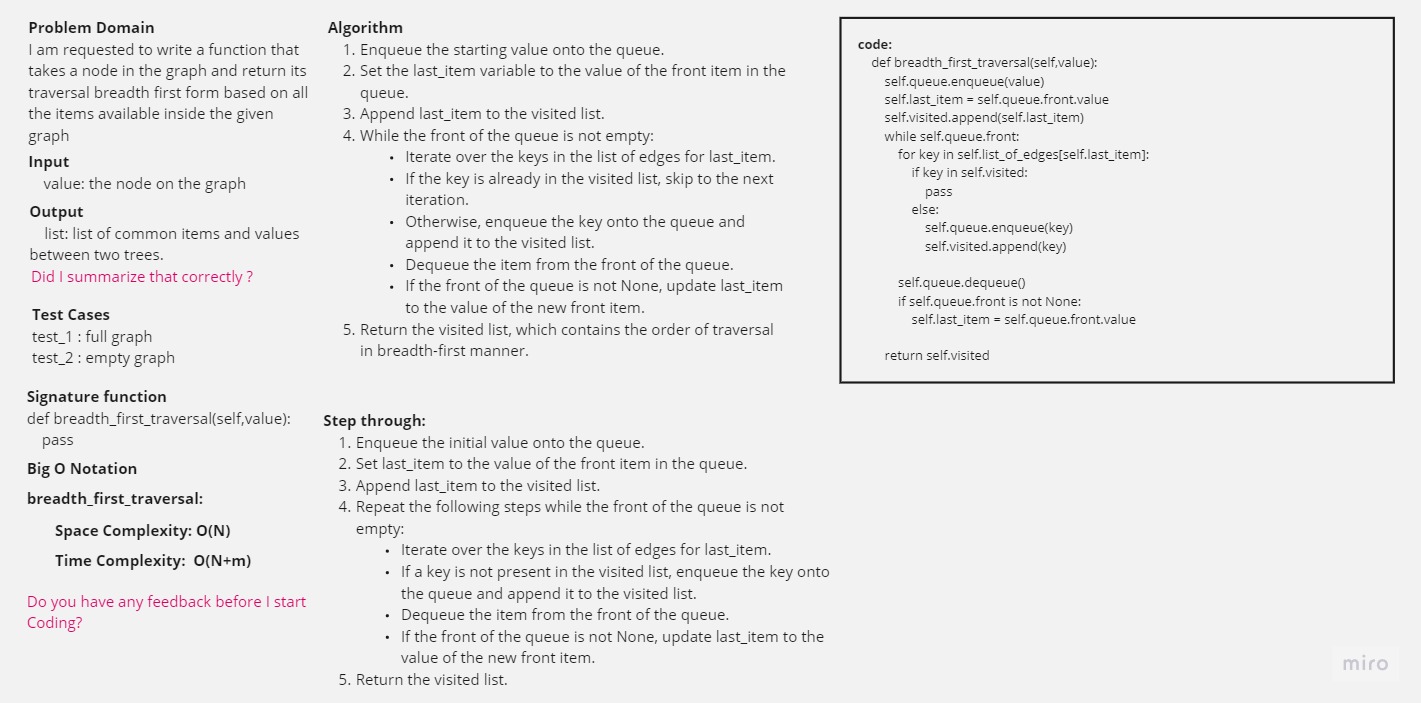 Problem Domain
I am requested to write a function that
takes a node in the graph and return its
traversal breadth first form based on all
the items available inside the given
graph
Input
value: the node on the graph
Output
list: list of common items and values
between two trees.
Did I summarize that correctly ?
Test Cases
test_1 : full graph
test_2 : empty graph
Signature function
def breadth_first_traversal(self,value):
pass
Big O Notation
breadth_first_traversal:
Space Complexity: O(N)
Time Complexity:  O(N+m)
Do you have any feedback before I start
Coding?
Algorithm
1. Enqueue the starting value onto the queue.
2. Set the last_item variable to the value of the front item in the
queue.
3. Append last_item to the visited list.
4. While the front of the queue is not empty:
• Iterate over the keys in the list of edges for last_item.
• If the key is already in the visited list, skip to the next
iteration.
• Otherwise, enqueue the key onto the queue and
append it to the visited list.
• Dequeue the item from the front of the queue.
• If the front of the queue is not None, update last_item
to the value of the new front item.
5. Return the visited list, which contains the order of traversal
in breadth-first manner.
Step through:
1. Enqueue the initial value onto the queue.
2. Set last_item to the value of the front item in the queue.
3. Append last_item to the visited list.
4. Repeat the following steps while the front of the queue is not
empty:
• Iterate over the keys in the list of edges for last_item.
• If a key is not present in the visited list, enqueue the key onto
the queue and append it to the visited list.
• Dequeue the item from the front of the queue.
• If the front of the queue is not None, update last_item to the
value of the new front item.
5. Return the visited list.
code:
def breadth_first_traversal(self,value):
self.queue.enqueue(value)
self.last_item = self.queue.front.value
self.visited.append(self.last_item)
while self.queue.front:
for key in self.list_of_edges[self.last_item]:
if key in self.visited:
pass
else:
self.queue.enqueue(key)
self.visited.append(key)
self.queue.dequeue()
if self.queue.front is not None:
self.last_item = self.queue.front.value
return self.visited
miro